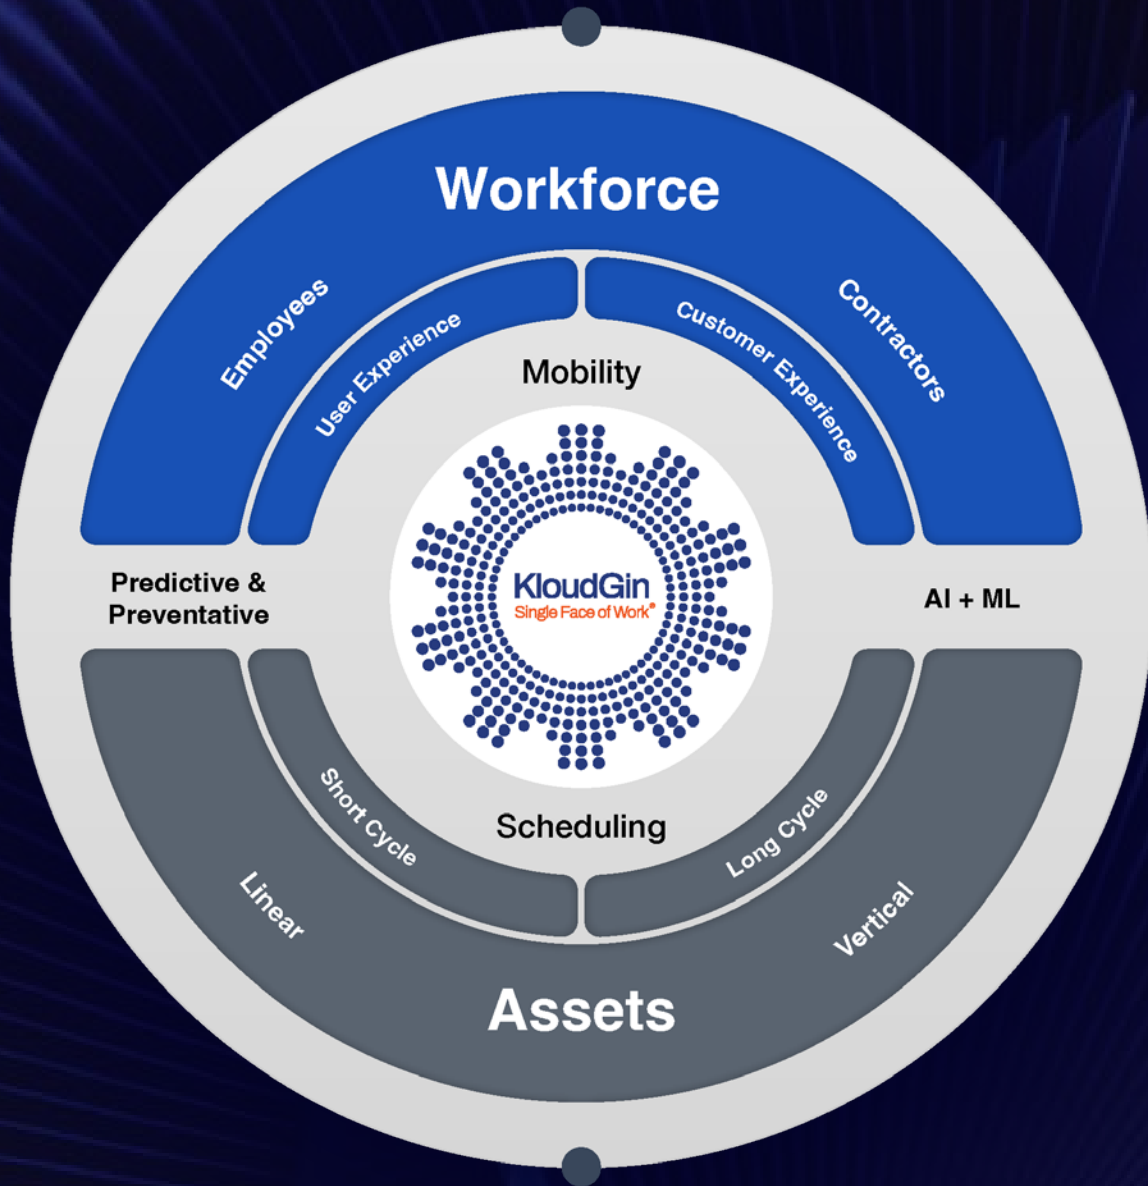 Workforce
Employees
Contractors
User Experience
Customer Experience
Mobility
Predictive &
Preventative
KloudGin
Single Face of Work®
AI + ML
Scheduling
Short Cycle
Long Cycle
Linear
Vertical
Assets